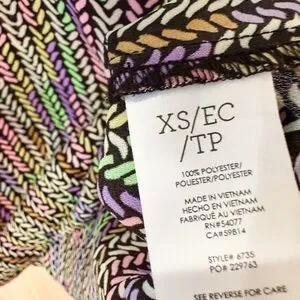 XS/EC
/TP
100% POLYESTER/
POLIESTER/POLYESTER
MADE IN VIETNAM
HECHO EN VIETNAM
FABRIQUÉ AU VIETNAM
RN#54077
CA#59814
STYLE# 6735
PO# 229763
SEE REVERSE FOR CARE